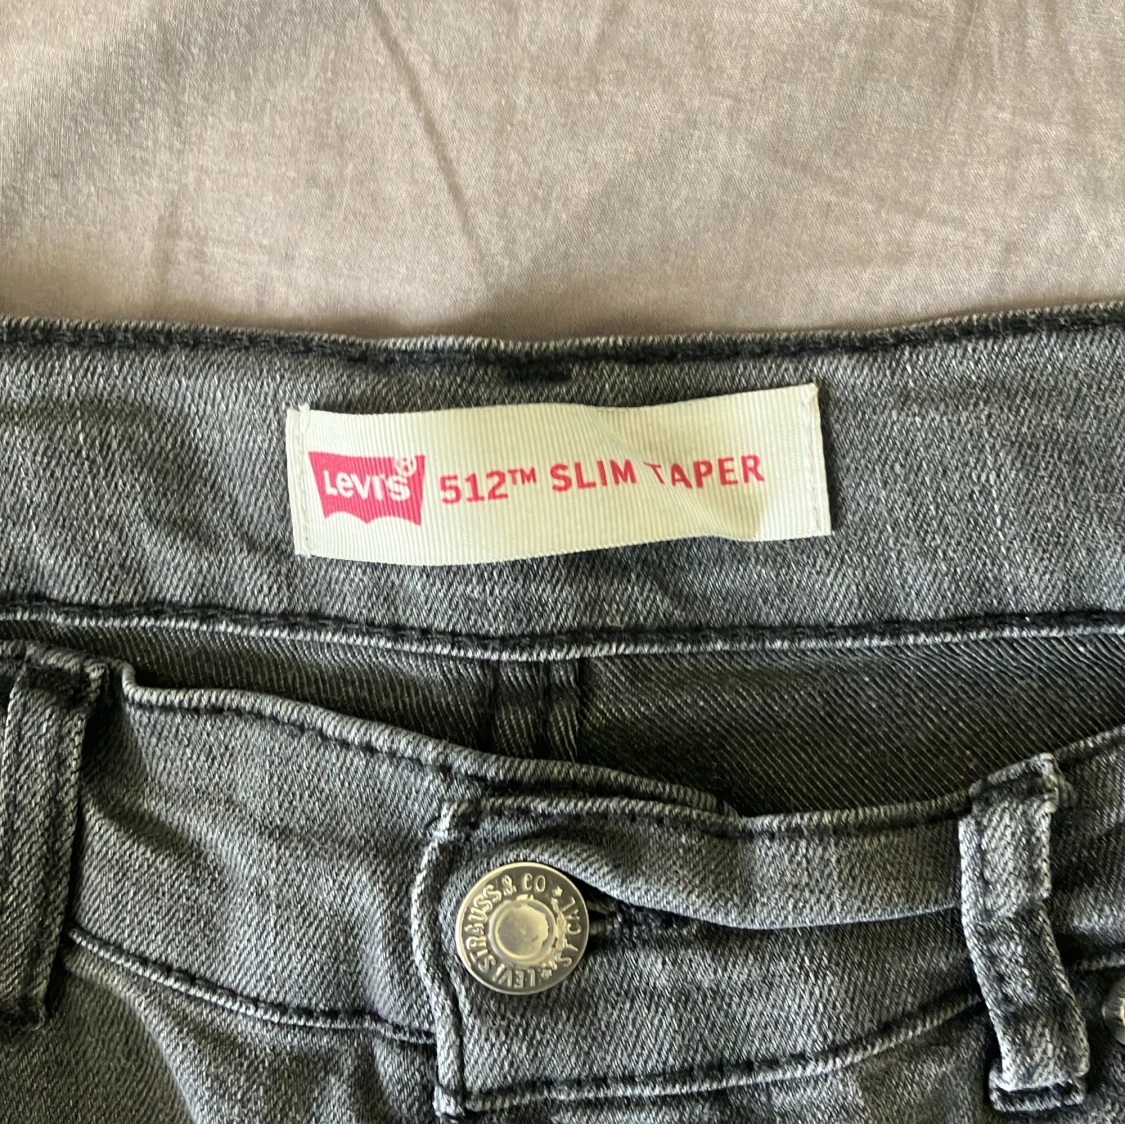 Levi's® 512™ SLIM TAPER
LEVI STRAUSS & CO. S.F. CAL